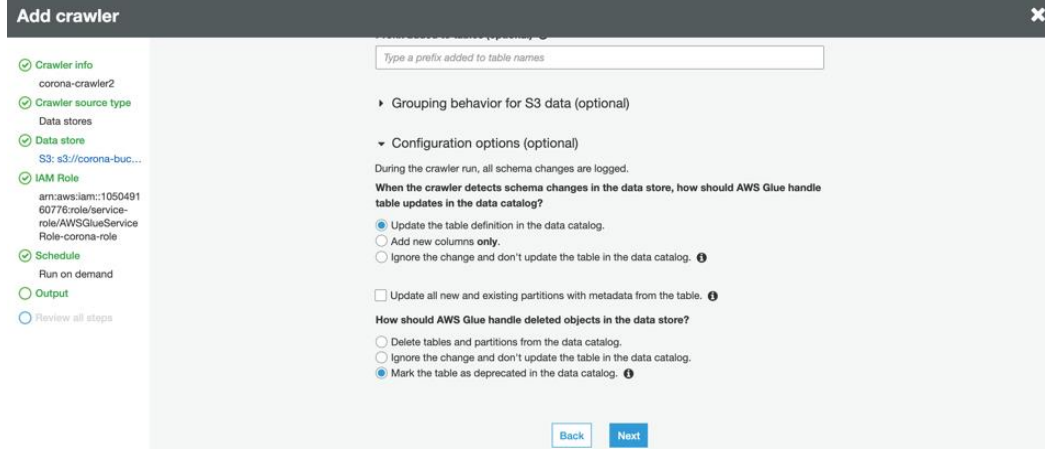 Add crawler
Crawler info
corona-crawler2
Crawler source type
Data stores
Data store
S3: s3://corona-buc...
IAM Role
arn:aws:iam::1050491
60776:role/service-
role/AWSGlueService
Role-corona-role
Schedule
Run on demand
Output
Review all steps
Prefix added to tables (optional)
Type a prefix added to table names
Grouping behavior for S3 data (optional)
Configuration options (optional)
During the crawler run, all schema changes are logged.
When the crawler detects schema changes in the data store, how should AWS Glue handle
table updates in the data catalog?
Update the table definition in the data catalog.
Add new columns only.
Ignore the change and don't update the table in the data catalog.
Update all new and existing partitions with metadata from the table.
How should AWS Glue handle deleted objects in the data store?
Delete tables and partitions from the data catalog.
Ignore the change and don't update the table in the data catalog.
Mark the table as deprecated in the data catalog.
Back
Next